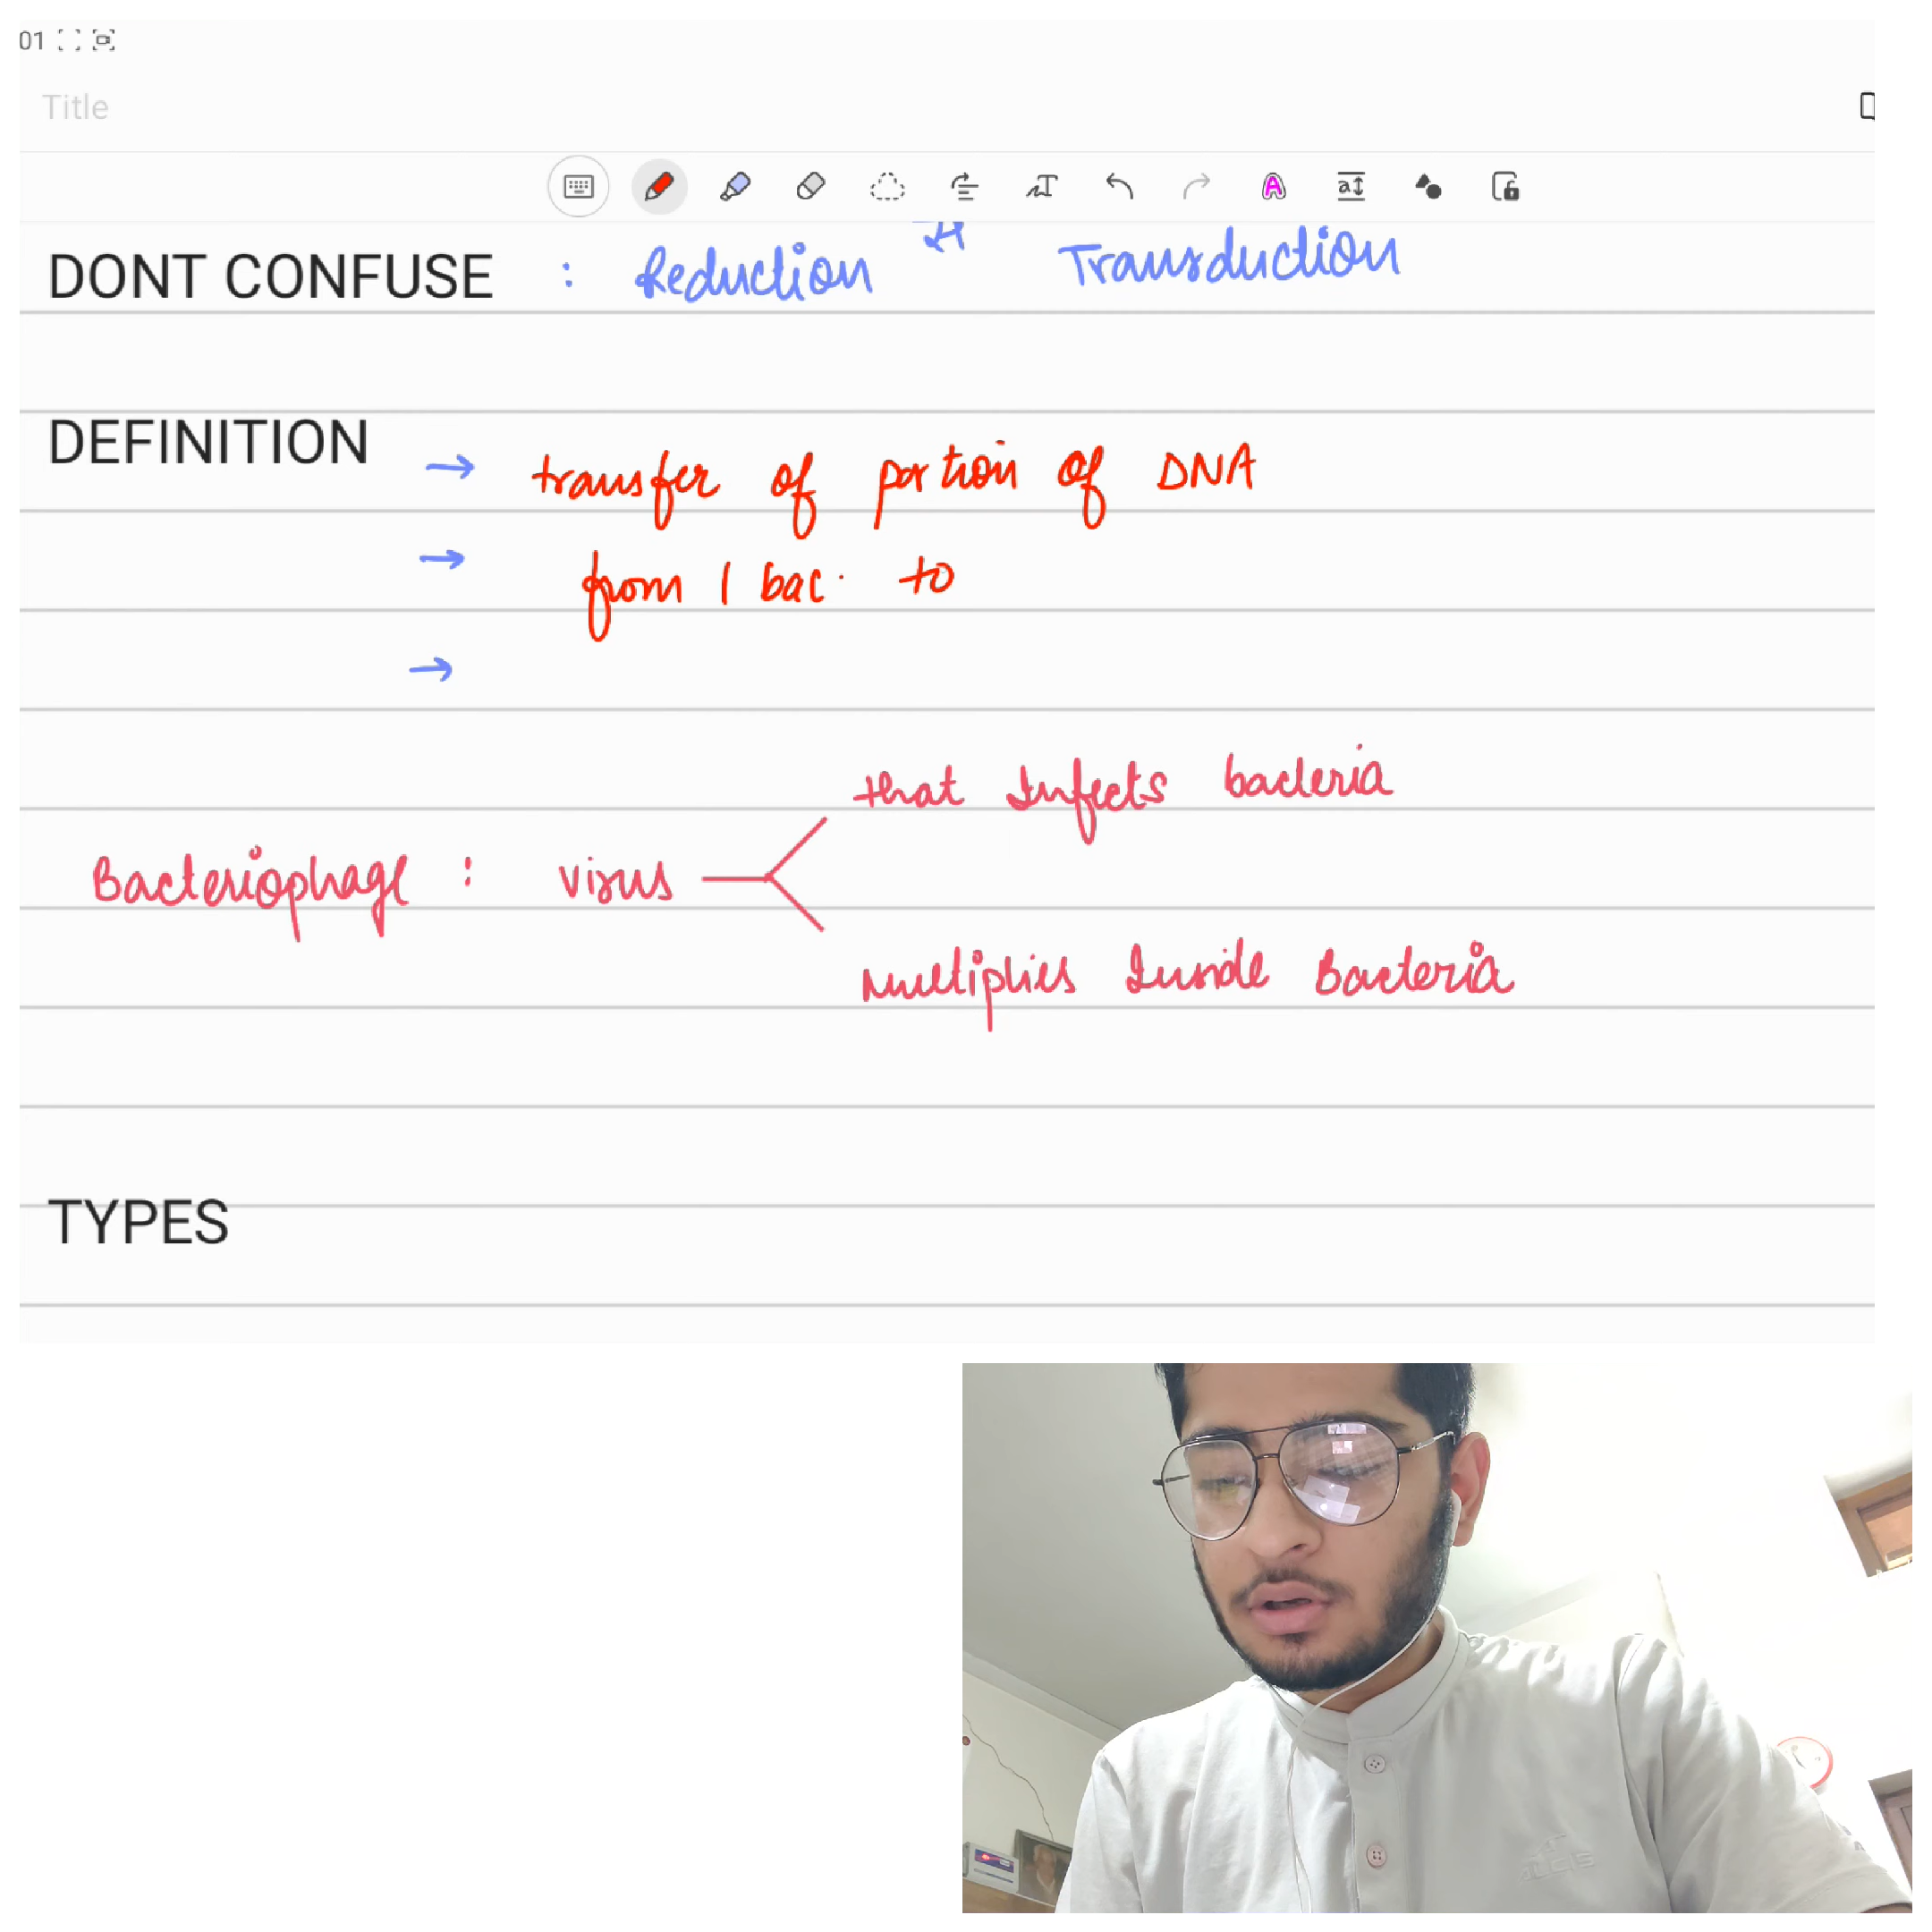 01
Title
DONT CONFUSE : Reduction Transduction
DEFINITION → transfer of portion of DNA
→ from 1 bac. to
→
that Infects bacteria
Bacteriophage : virus
Multiplies Inside Bacteria
TYPES